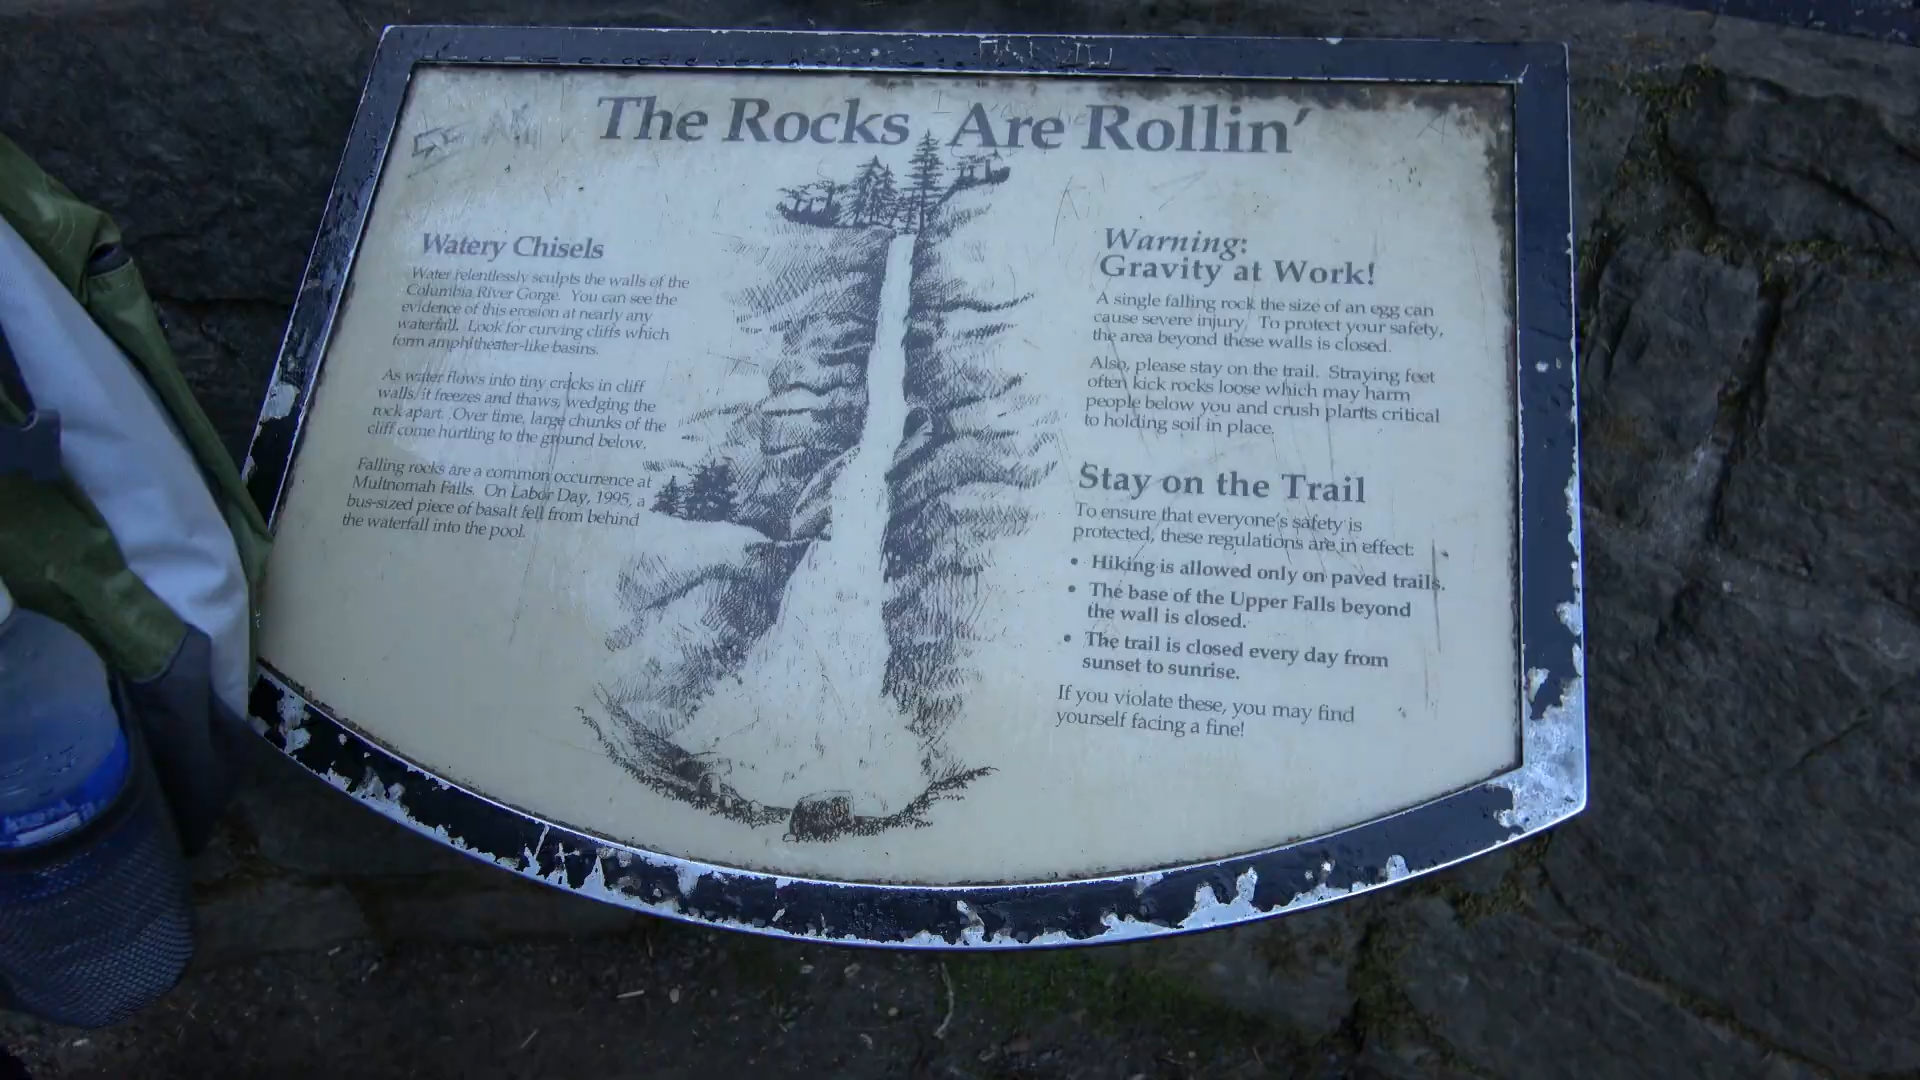 The Rocks Are Rollin'
Watery Chisels
Water relentlessly sculpts the walls of the
Columbia River Gorge. You can see the
evidence of this erosion at nearly any
waterfall. Look for curving cliffs which
form amphitheater-like basins.
As water flows into tiny cracks in cliff
walls, it freezes and thaws, wedging the
rock apart. Over time, large chunks of the
cliff come hurtling to the ground below.
Falling rocks are a common occurrence at
Multnomah Falls. On Labor Day, 1995, a
bus-sized piece of basalt fell from behind
the waterfall into the pool.
Warning:
Gravity at Work!
A single falling rock the size of an egg can
cause severe injury. To protect your safety,
the area beyond these walls is closed.
Also, please stay on the trail. Straying feet
often kick rocks loose which may harm
people below you and crush plants critical
to holding soil in place.
Stay on the Trail
To ensure that everyone's safety is
protected, these regulations are in effect:
• Hiking is allowed only on paved trails.
• The base of the Upper Falls beyond
the wall is closed.
• The trail is closed every day from
sunset to sunrise.
If you violate these, you may find
yourself facing a fine!